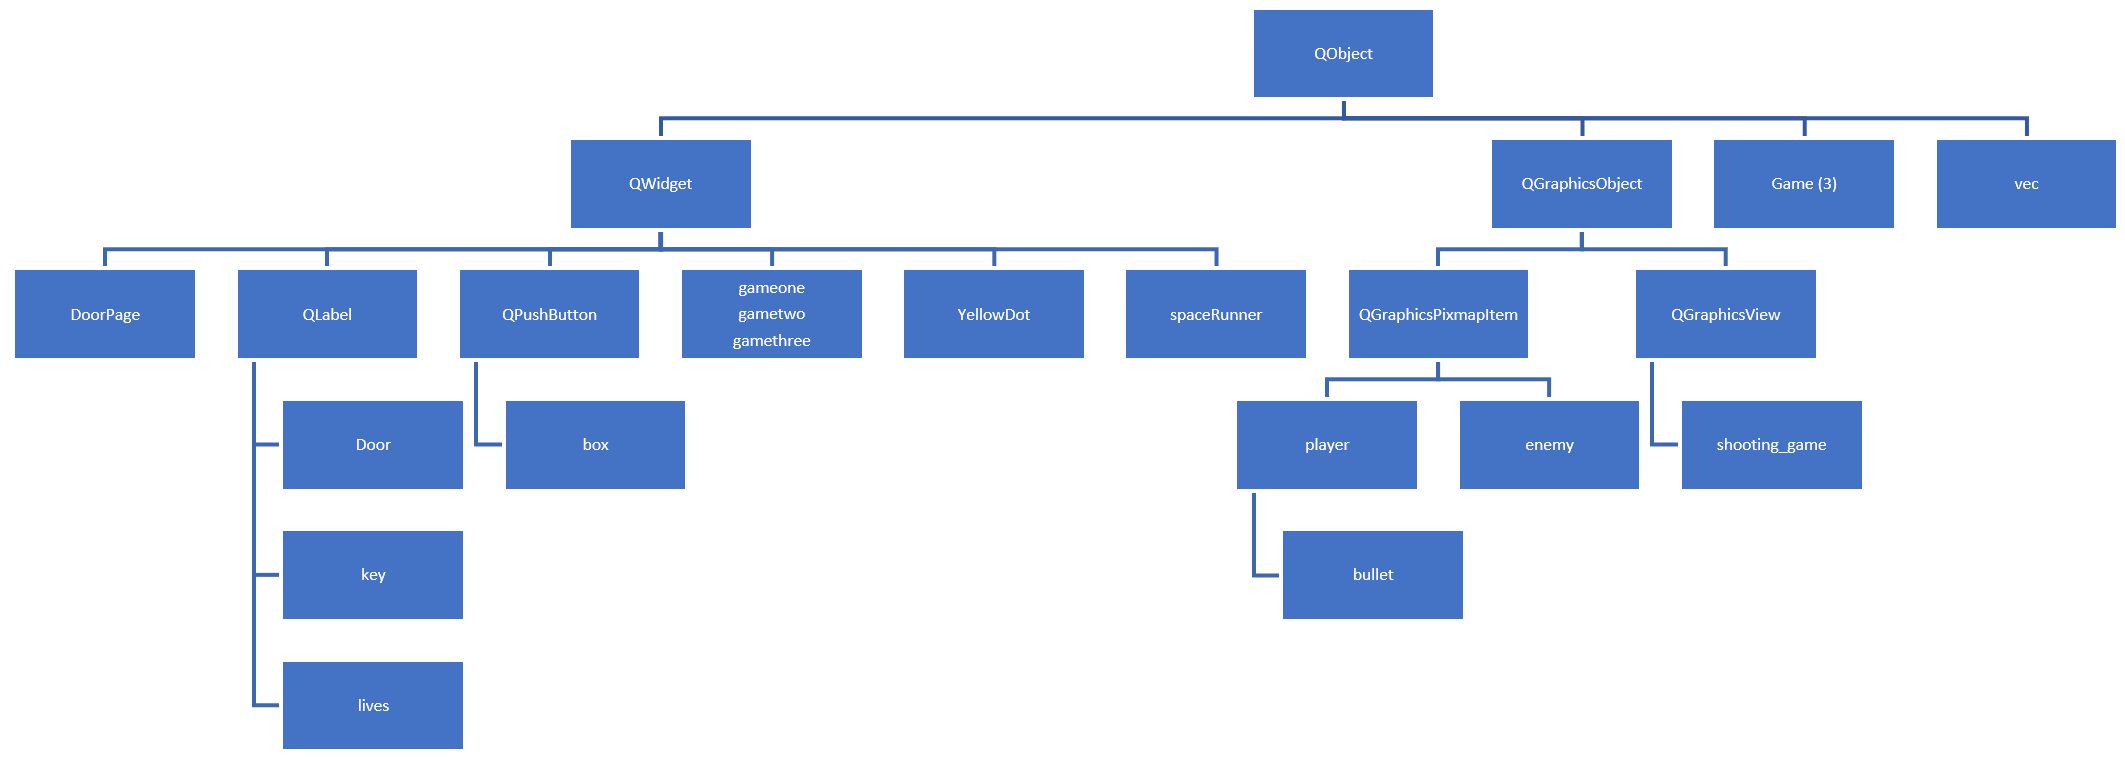 QObject
QWidget
QGraphicsObject
Game (3)
vec
DoorPage
QLabel
QPushButton
gameone
gametwo
gamethree
YellowDot
spaceRunner
QGraphicsPixmapItem
QGraphicsView
Door
box
player
enemy
shooting_game
key
bullet
lives